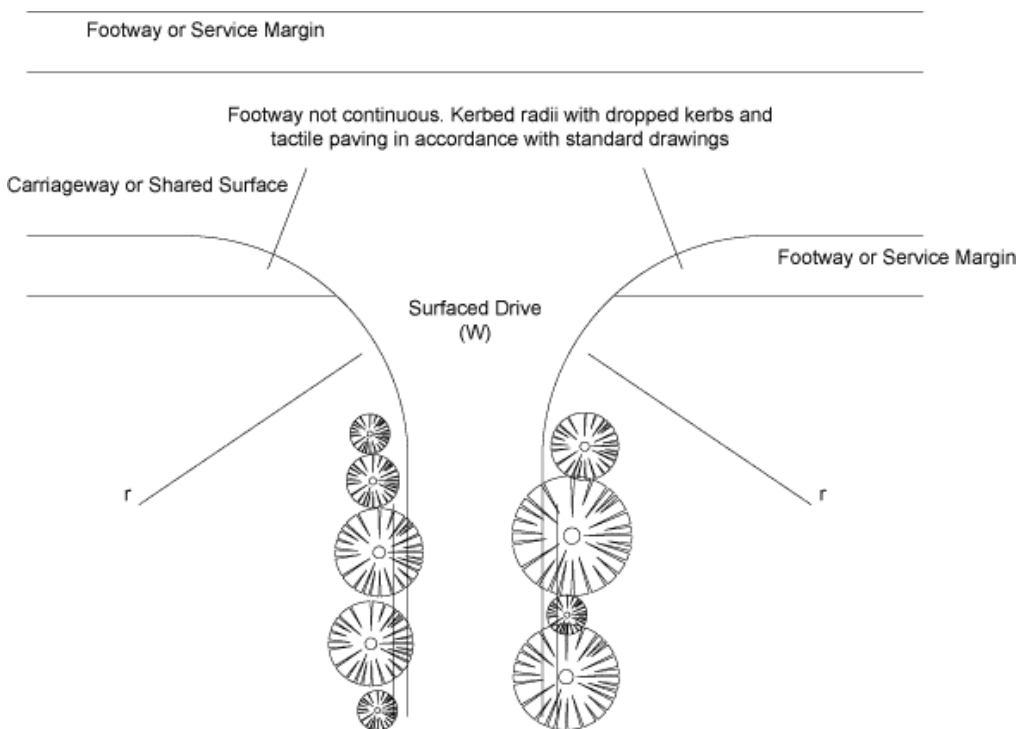 Footway or Service Margin
Footway not continuous. Kerbed radii with dropped kerbs and
tactile paving in accordance with standard drawings
Carriageway or Shared Surface
Footway or Service Margin
Surfaced Drive
(W)
r
r